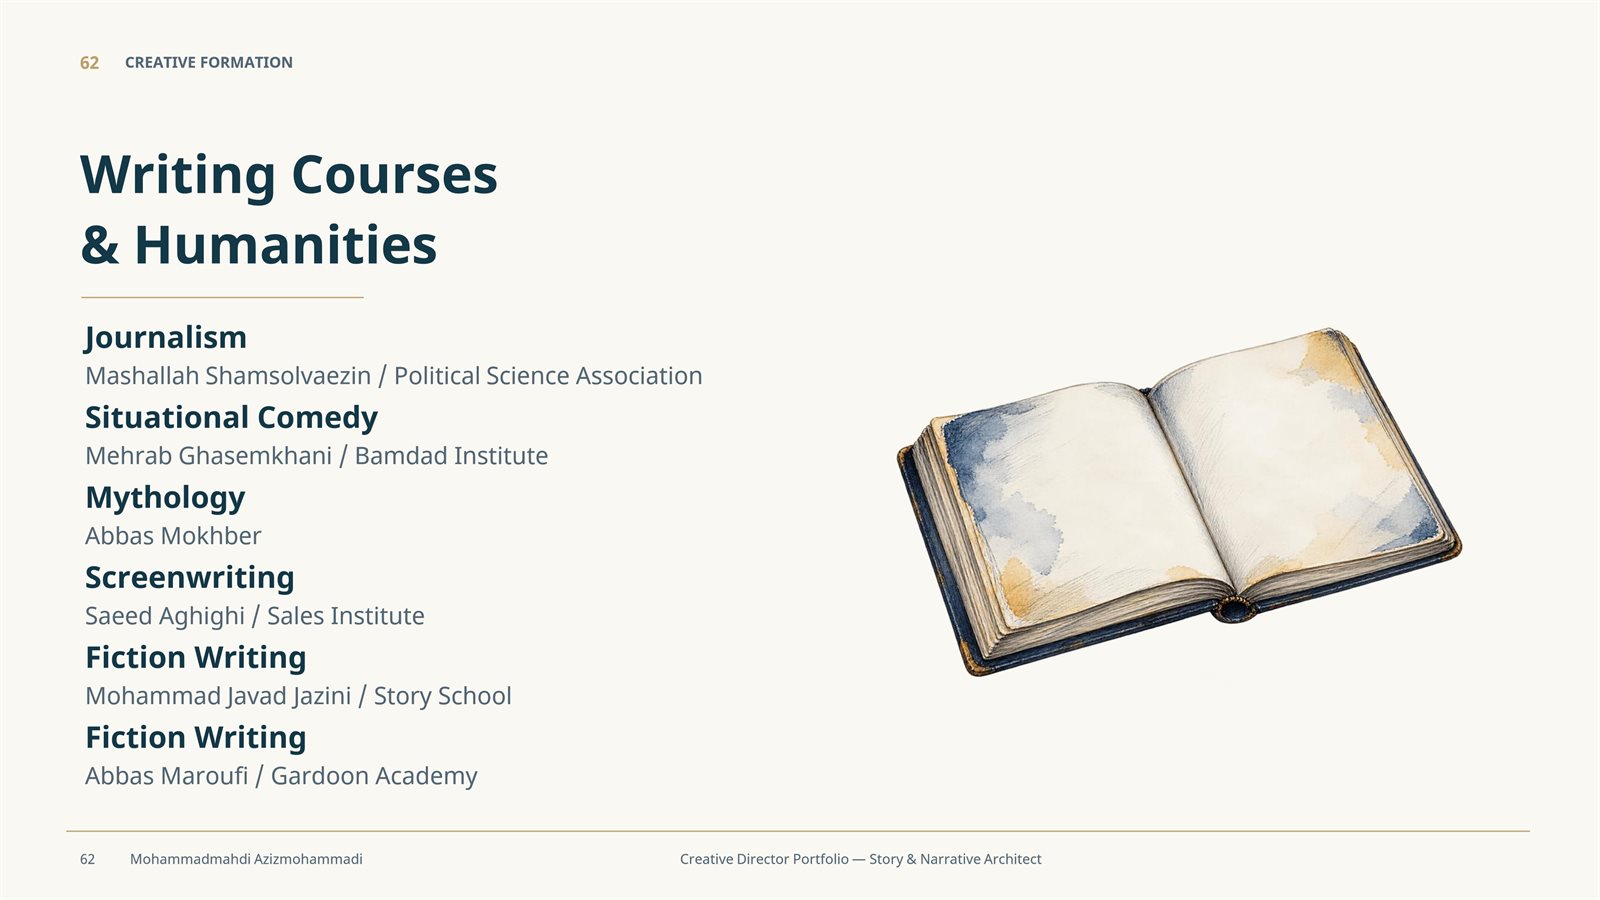 62 CREATIVE FORMATION
Writing Courses
& Humanities
Journalism
Mashallah Shamsolvaezin / Political Science Association
Situational Comedy
Mehrab Ghasemkhani / Bamdad Institute
Mythology
Abbas Mokhber
Screenwriting
Saeed Aghighi / Sales Institute
Fiction Writing
Mohammad Javad Jazini / Story School
Fiction Writing
Abbas Maroufi / Gardoon Academy
62 Mohammadmahdi Azizmohammadi Creative Director Portfolio — Story & Narrative Architect